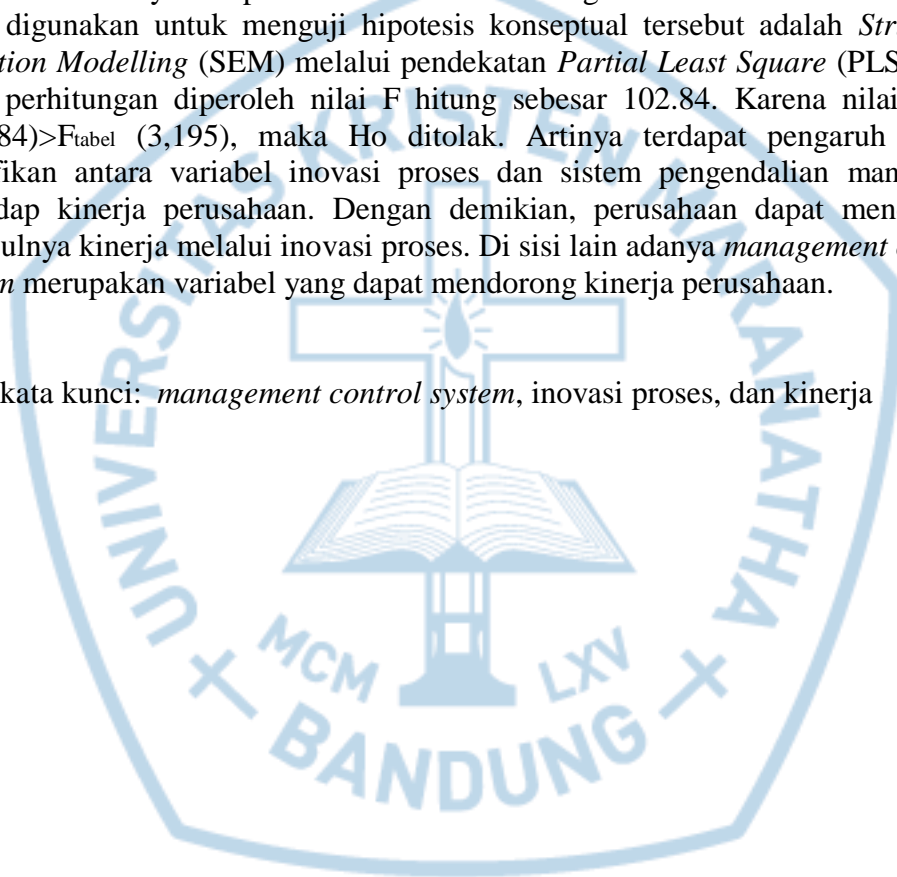 digunakan untuk menguji hipotesis konseptual tersebut adalah Str
tion Modelling (SEM) melalui pendekatan Partial Least Square (PLS
perhitungan diperoleh nilai F hitung sebesar 102.84. Karena nilai
84)>Ftabel (3,195), maka Ho ditolak. Artinya terdapat pengaruh
fikan antara variabel inovasi proses dan sistem pengendalian man
dap kinerja perusahaan. Dengan demikian, perusahaan dapat men
ulnya kinerja melalui inovasi proses. Di sisi lain adanya management
m merupakan variabel yang dapat mendorong kinerja perusahaan.
kata kunci: management control system, inovasi proses, dan kinerja
UNIVERSITAS KRISTEN MARANATHA
MCM LXV
BANDUNG